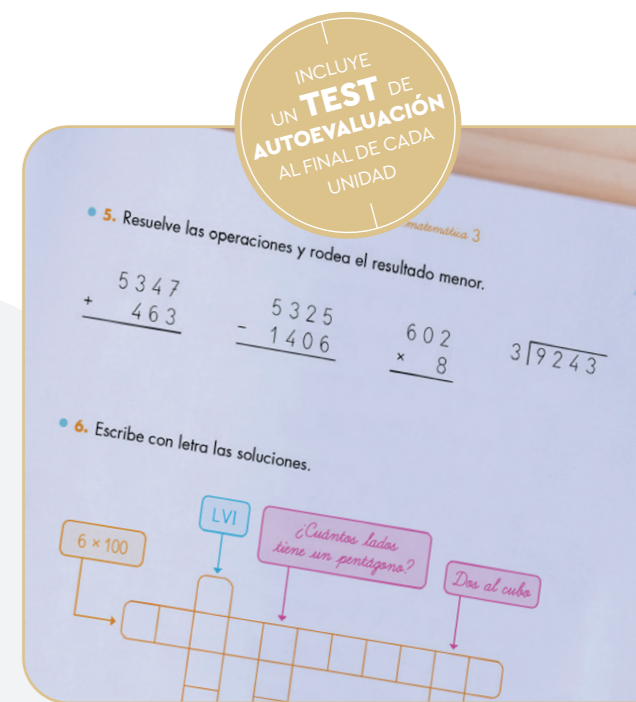 INCLUYE
UN TEST DE
AUTOEVALUACIÓN
AL FINAL DE CADA
UNIDAD
matemática 3
5. Resuelve las operaciones y rodea el resultado menor.
5347
+ 463
5325
- 1406
602
× 8
3 9243
6. Escribe con letra las soluciones.
LVI
¿Cuántos lados
tiene un pentágono?
6 × 100
Dos al cubo